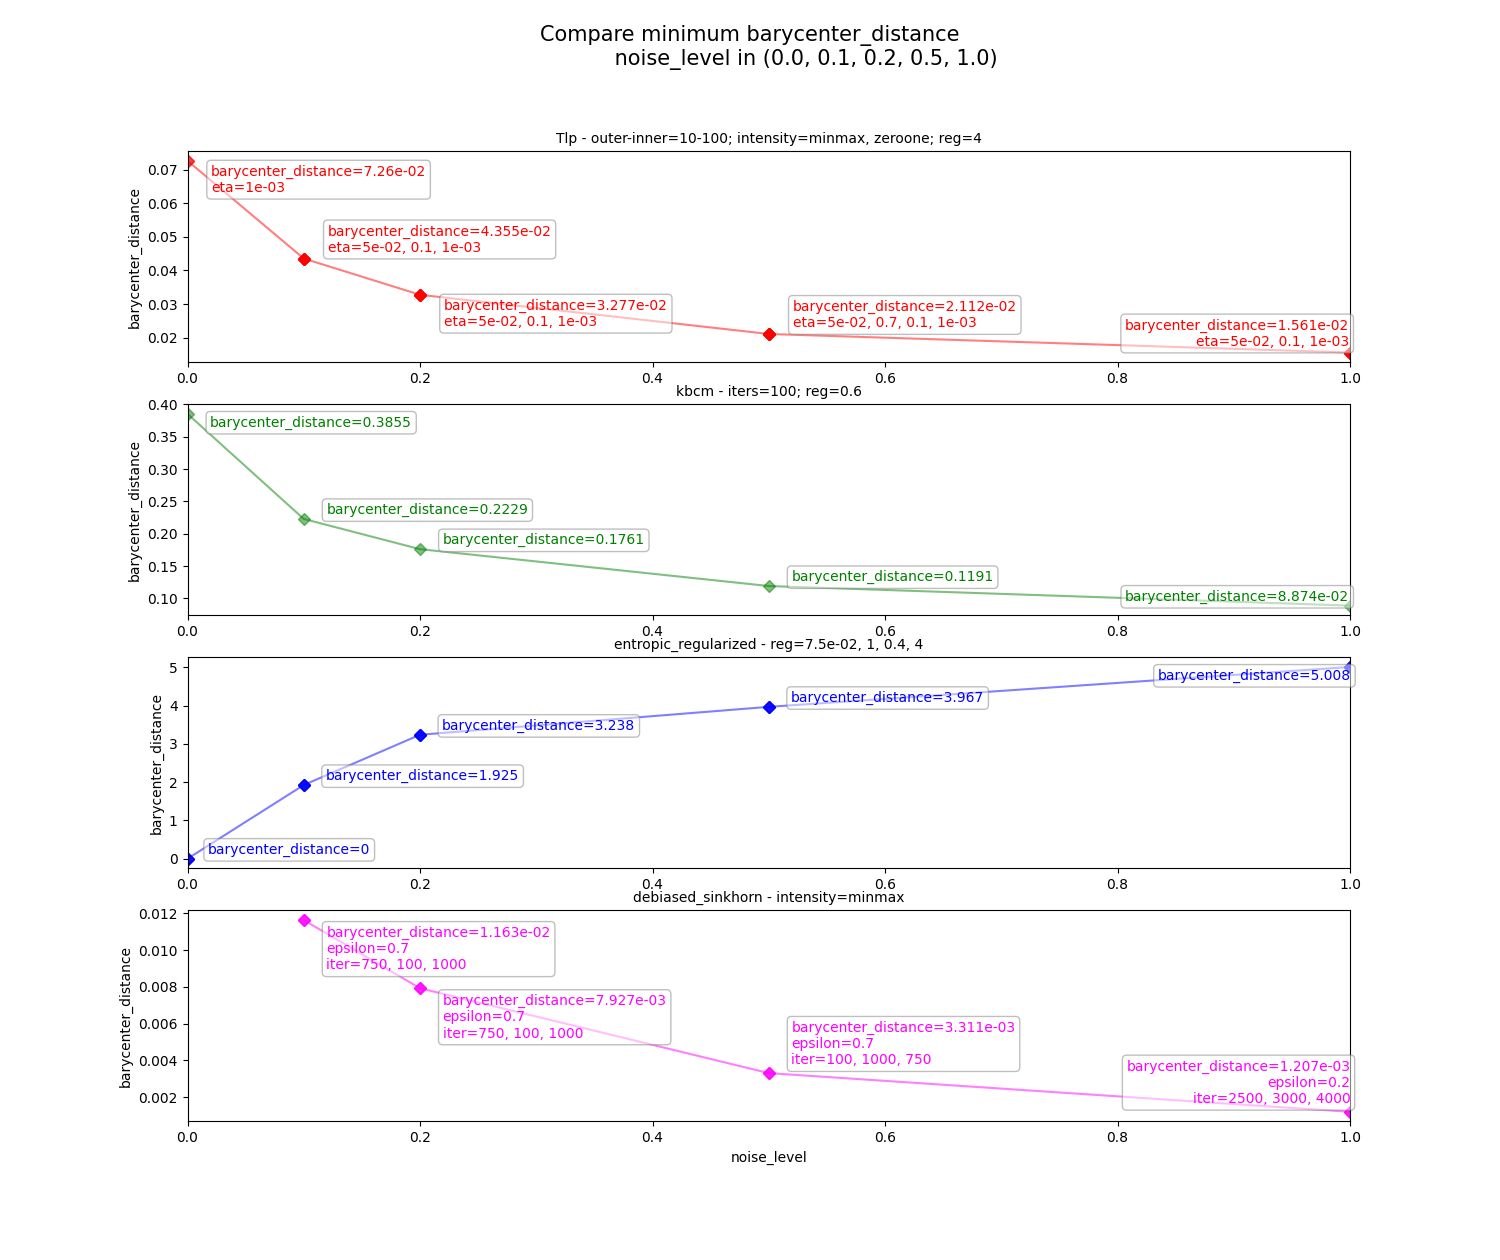 Compare minimum barycenter_distance
noise_level in (0.0, 0.1, 0.2, 0.5, 1.0)
Tlp - outer-inner=10-100; intensity=minmax, zeroone; reg=4
barycenter_distance
0.07
0.06
0.05
0.04
0.03
0.02
barycenter_distance=7.26e-02
eta=1e-03
barycenter_distance=4.355e-02
eta=5e-02, 0.1, 1e-03
barycenter_distance=3.277e-02
eta=5e-02, 0.1, 1e-03
barycenter_distance=2.112e-02
eta=5e-02, 0.7, 0.1, 1e-03
barycenter_distance=1.561e-02
eta=5e-02, 0.1, 1e-03
0.0 0.2 0.4 0.6 0.8 1.0
kbcm - iters=100; reg=0.6
barycenter_distance
0.40
0.35
0.30
0.25
0.20
0.15
0.10
barycenter_distance=0.3855
barycenter_distance=0.2229
barycenter_distance=0.1761
barycenter_distance=0.1191
barycenter_distance=8.874e-02
0.0 0.2 0.4 0.6 0.8 1.0
entropic_regularized - reg=7.5e-02, 1, 0.4, 4
barycenter_distance
5
4
3
2
1
0
barycenter_distance=5.008
barycenter_distance=3.967
barycenter_distance=3.238
barycenter_distance=1.925
barycenter_distance=0
0.0 0.2 0.4 0.6 0.8 1.0
debiased_sinkhorn - intensity=minmax
barycenter_distance
0.012
0.010
0.008
0.006
0.004
0.002
barycenter_distance=1.163e-02
epsilon=0.7
iter=750, 100, 1000
barycenter_distance=7.927e-03
epsilon=0.7
iter=750, 100, 1000
barycenter_distance=3.311e-03
epsilon=0.7
iter=100, 1000, 750
barycenter_distance=1.207e-03
epsilon=0.2
iter=2500, 3000, 4000
0.0 0.2 0.4 0.6 0.8 1.0
noise_level